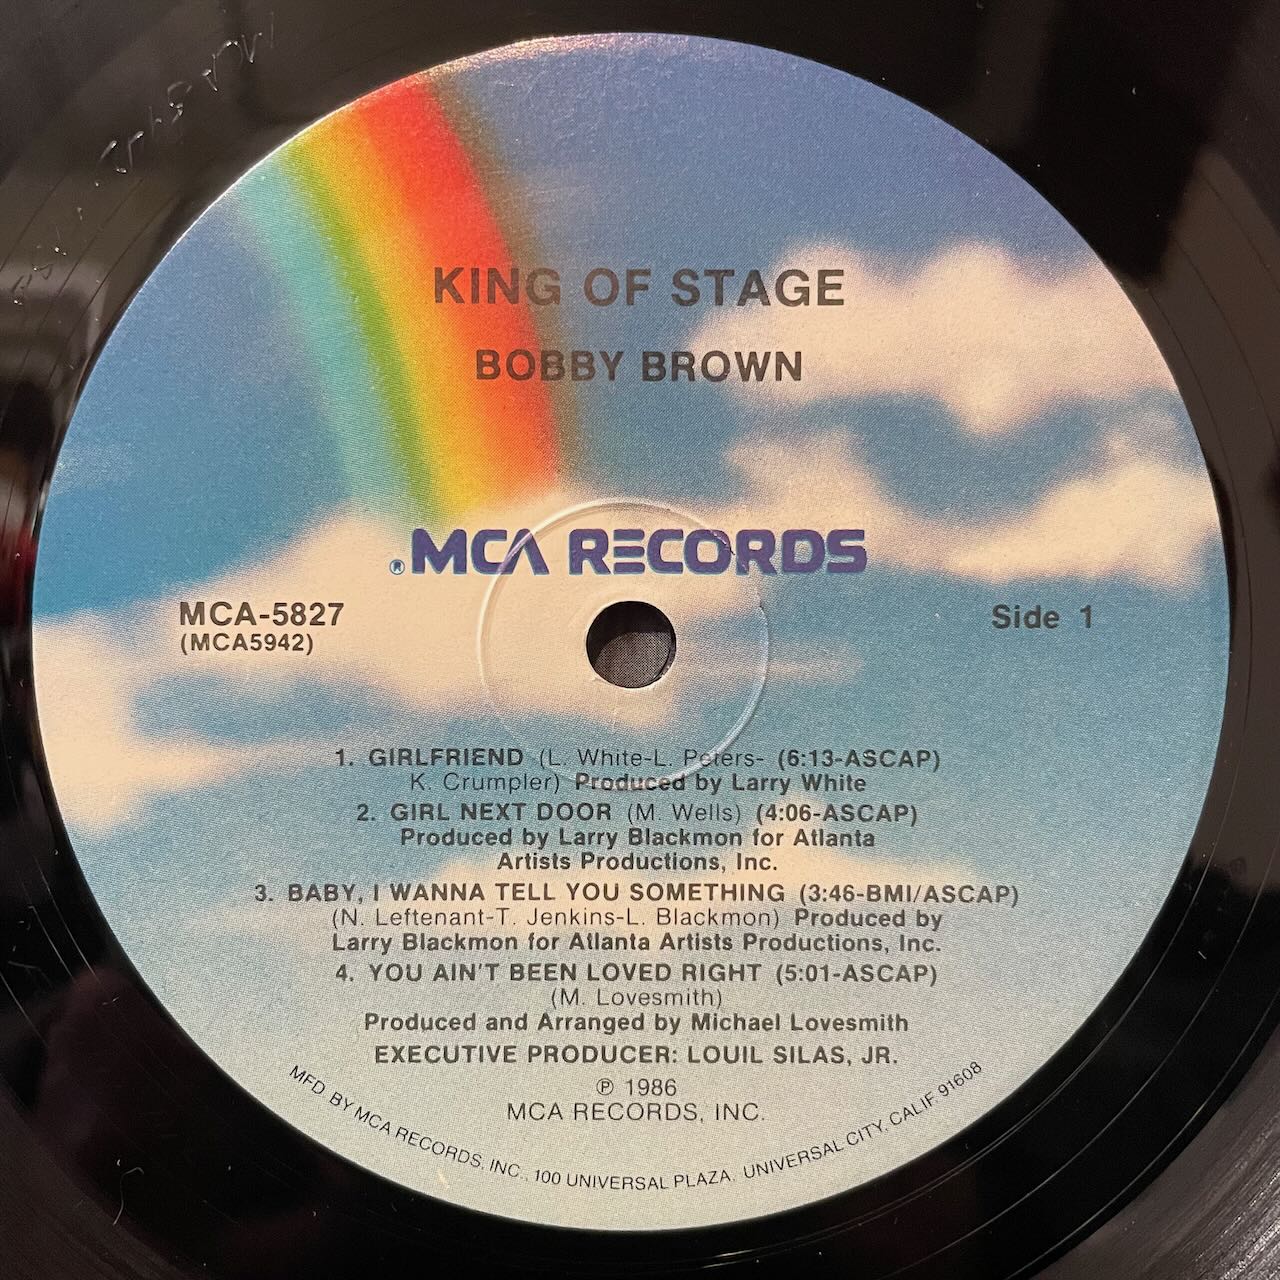 KING OF STAGE
BOBBY BROWN
® MCA RECORDS
MCA-5827
(MCA5942)
Side 1
1. GIRLFRIEND (L. White-L. Peters- (6:13-ASCAP)
K. Crumpler) Produced by Larry White
2. GIRL NEXT DOOR (M. Wells) (4:06-ASCAP)
Produced by Larry Blackmon for Atlanta
Artists Productions, Inc.
3. BABY, I WANNA TELL YOU SOMETHING (3:46-BMI/ASCAP)
(N. Leftenant-T. Jenkins-L. Blackmon) Produced by
Larry Blackmon for Atlanta Artists Productions, Inc.
4. YOU AIN'T BEEN LOVED RIGHT (5:01-ASCAP)
(M. Lovesmith)
Produced and Arranged by Michael Lovesmith
EXECUTIVE PRODUCER: LOUIL SILAS, JR.
℗ 1986
MCA RECORDS, INC.
MFD. BY MCA RECORDS, INC., 100 UNIVERSAL PLAZA, UNIVERSAL CITY, CALIF 91608